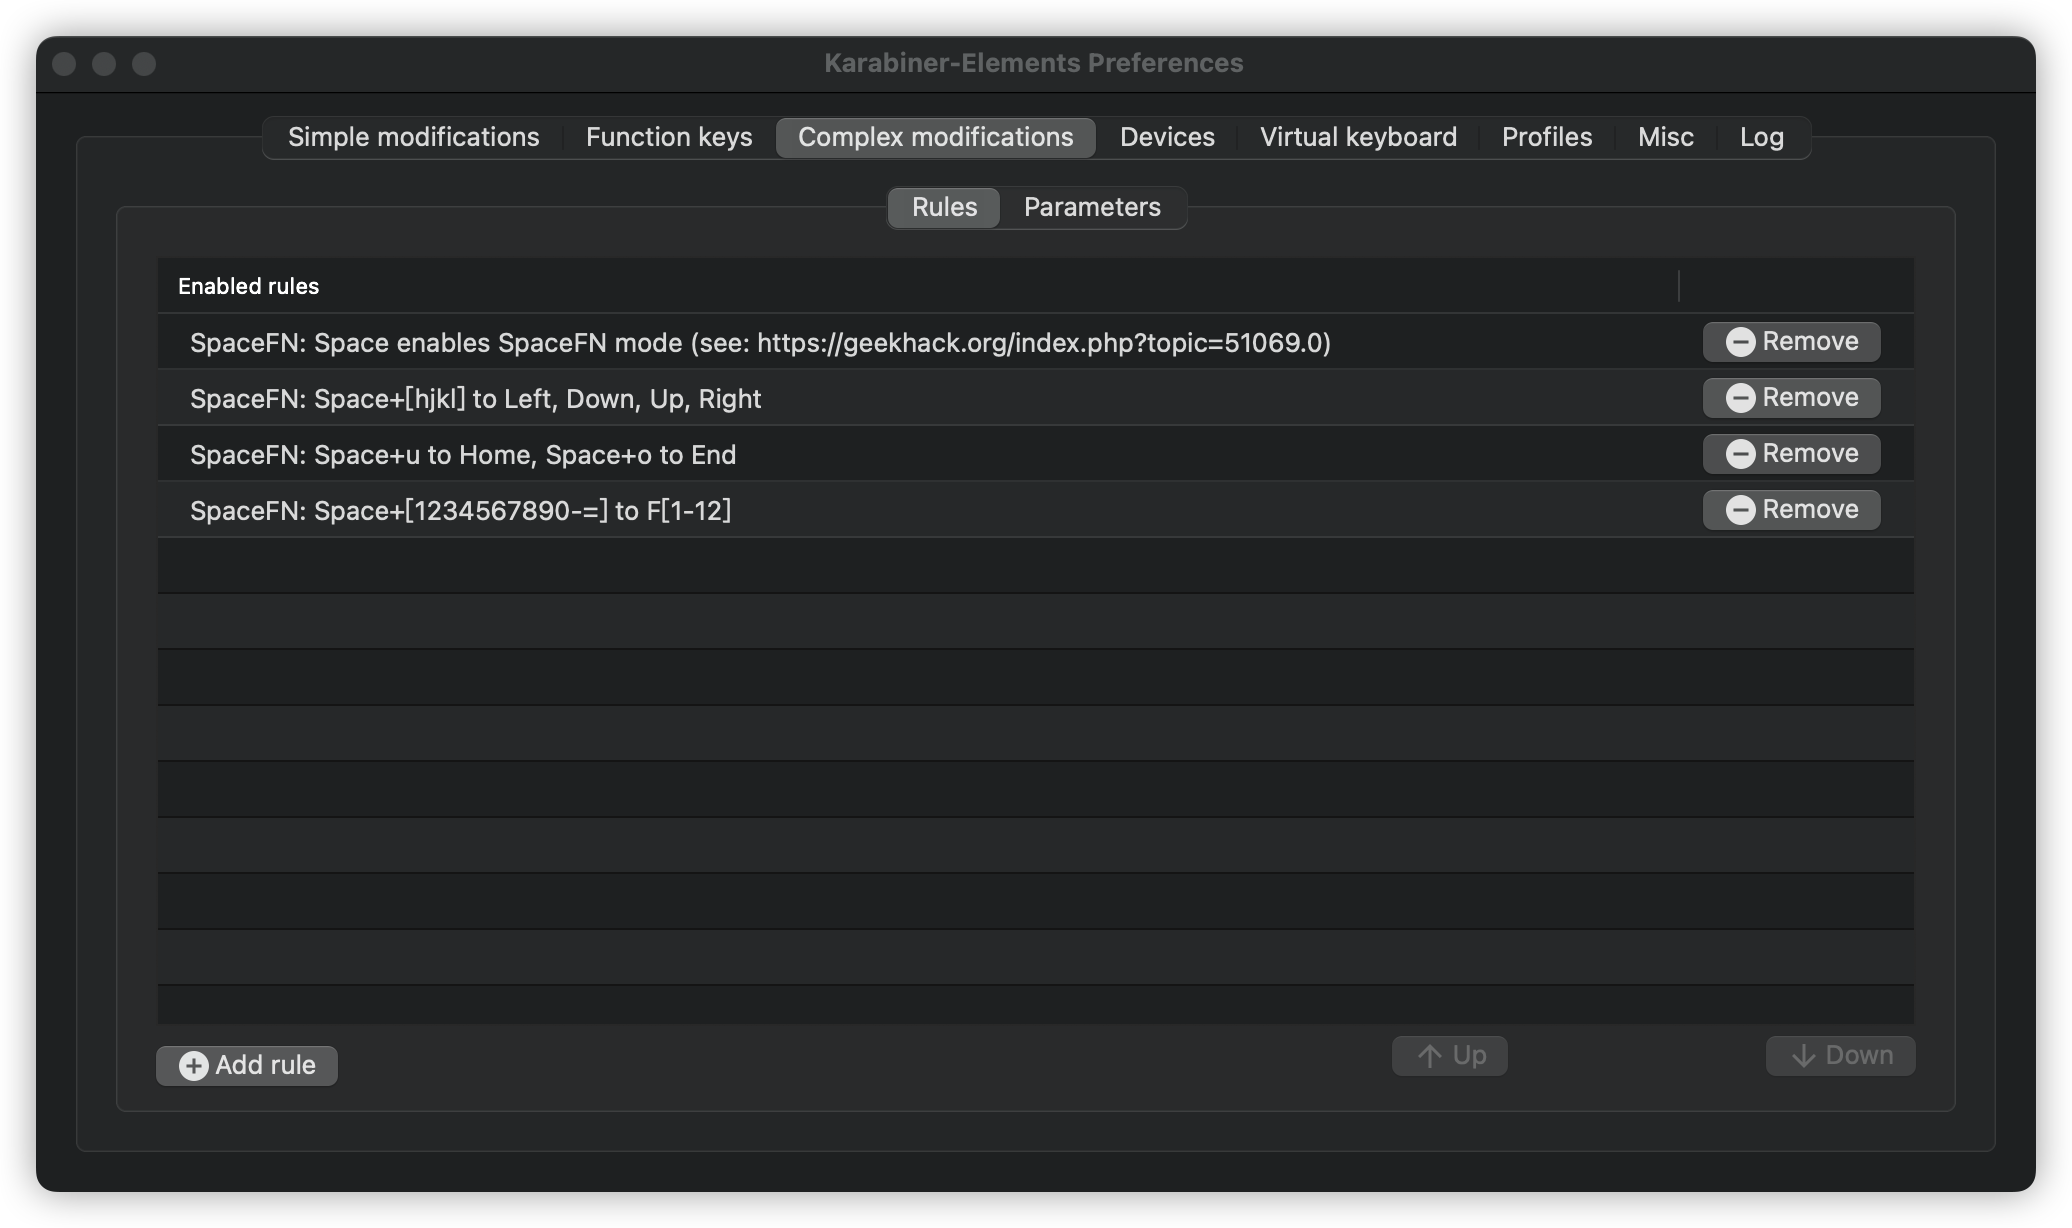 Karabiner-Elements Preferences
Simple modifications Function keys Complex modifications Devices Virtual keyboard Profiles Misc Log
Rules Parameters
Enabled rules
SpaceFN: Space enables SpaceFN mode (see: https://geekhack.org/index.php?topic=51069.0) Remove
SpaceFN: Space+[hjkl] to Left, Down, Up, Right Remove
SpaceFN: Space+u to Home, Space+o to End Remove
SpaceFN: Space+[1234567890-=] to F[1-12] Remove
Add rule Up Down